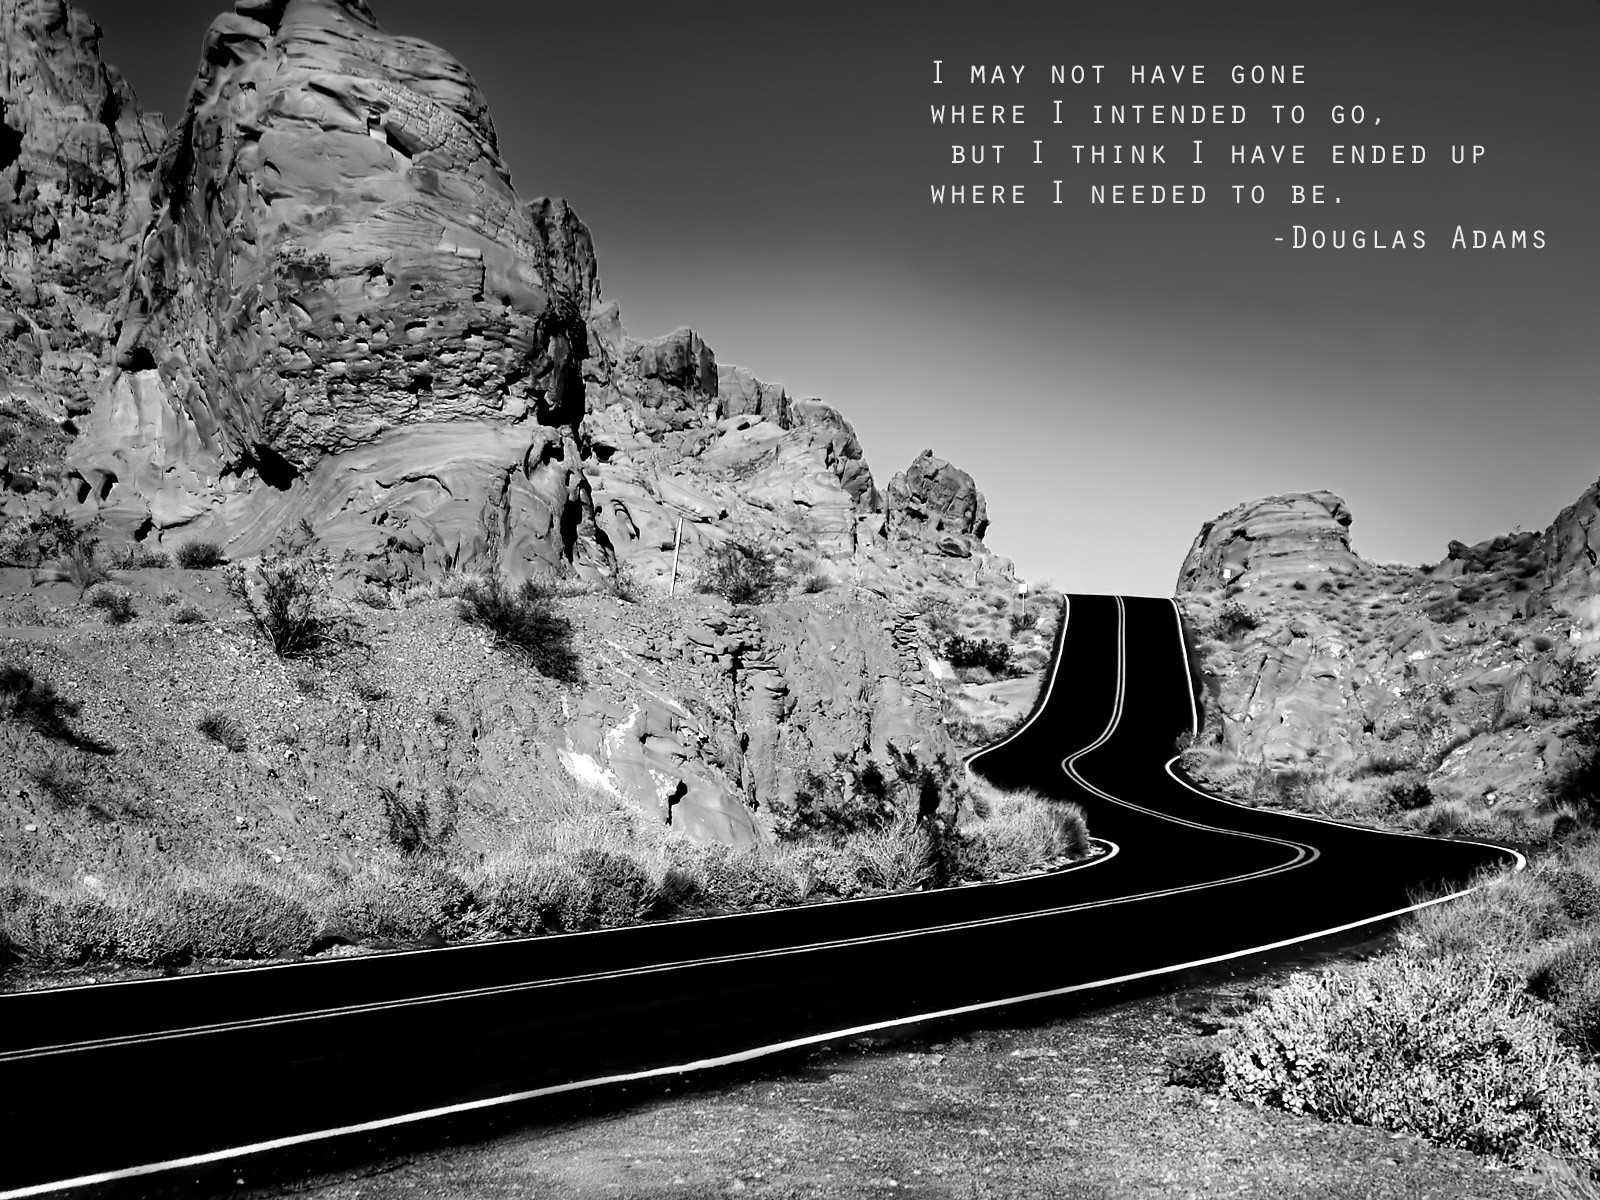 I MAY NOT HAVE GONE
WHERE I INTENDED TO GO,
BUT I THINK I HAVE ENDED UP
WHERE I NEEDED TO BE.
-DOUGLAS ADAMS